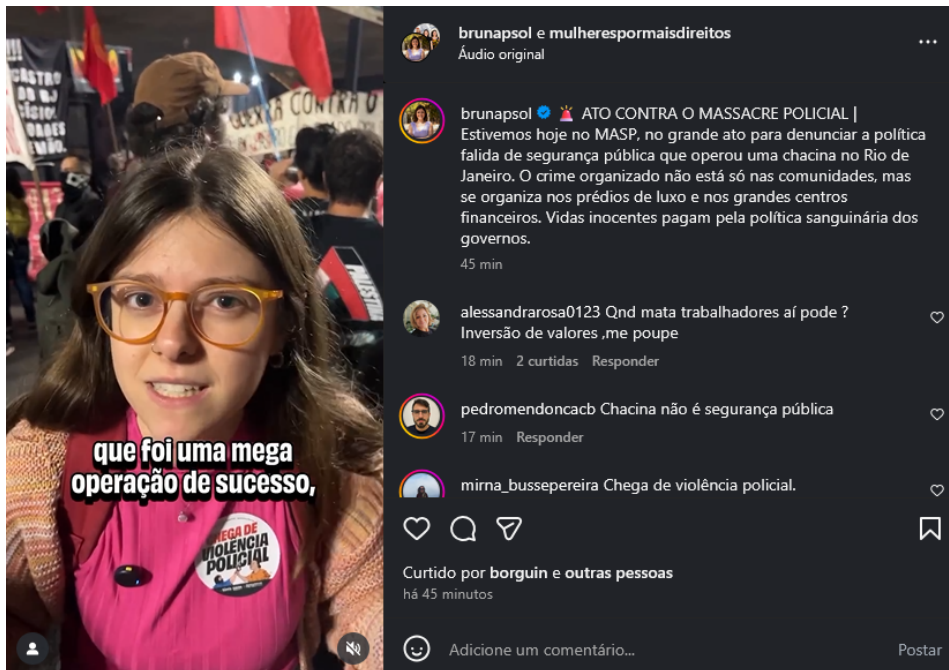 brunapsol e mulherespormaisdireitos
Áudio original
brunapsol 🚨 ATO CONTRA O MASSACRE POLICIAL |
Estivemos hoje no MASP, no grande ato para denunciar a política
falida de segurança pública que operou uma chacina no Rio de
Janeiro. O crime organizado não está só nas comunidades, mas
se organiza nos prédios de luxo e nos grandes centros
financeiros. Vidas inocentes pagam pela política sanguinária dos
governos.
45 min
alessandrarosa0123 Qnd mata trabalhadores aí pode ?
Inversão de valores ,me poupe
18 min 2 curtidas Responder
pedromendoncacb Chacina não é segurança pública
17 min Responder
mirna_bussepereira Chega de violência policial.
Curtido por borguin e outras pessoas
há 45 minutos
Adicione um comentário...
Postar
CASTRO
CONTRA O
que foi uma mega
operação de sucesso,
CHEGA DE
VIOLÊNCIA
POLICIAL